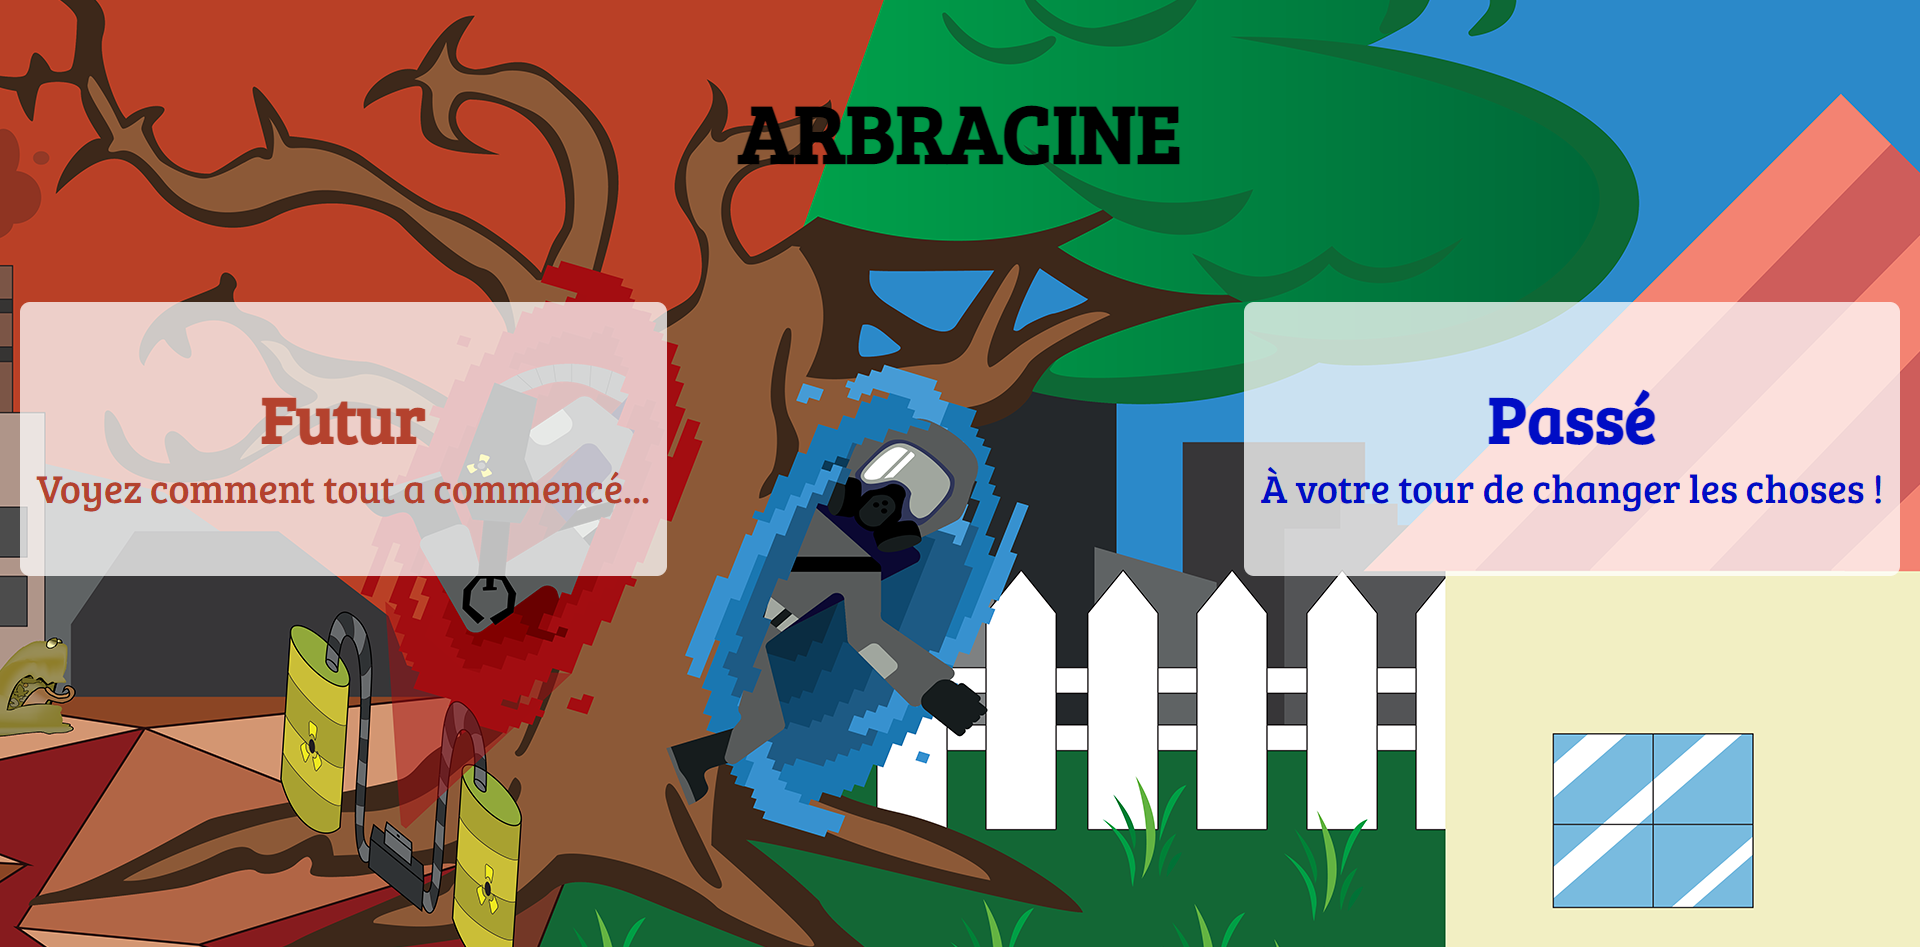 ARBRACINE
Futur
Voyez comment tout a commencé...
Passé
À votre tour de changer les choses !